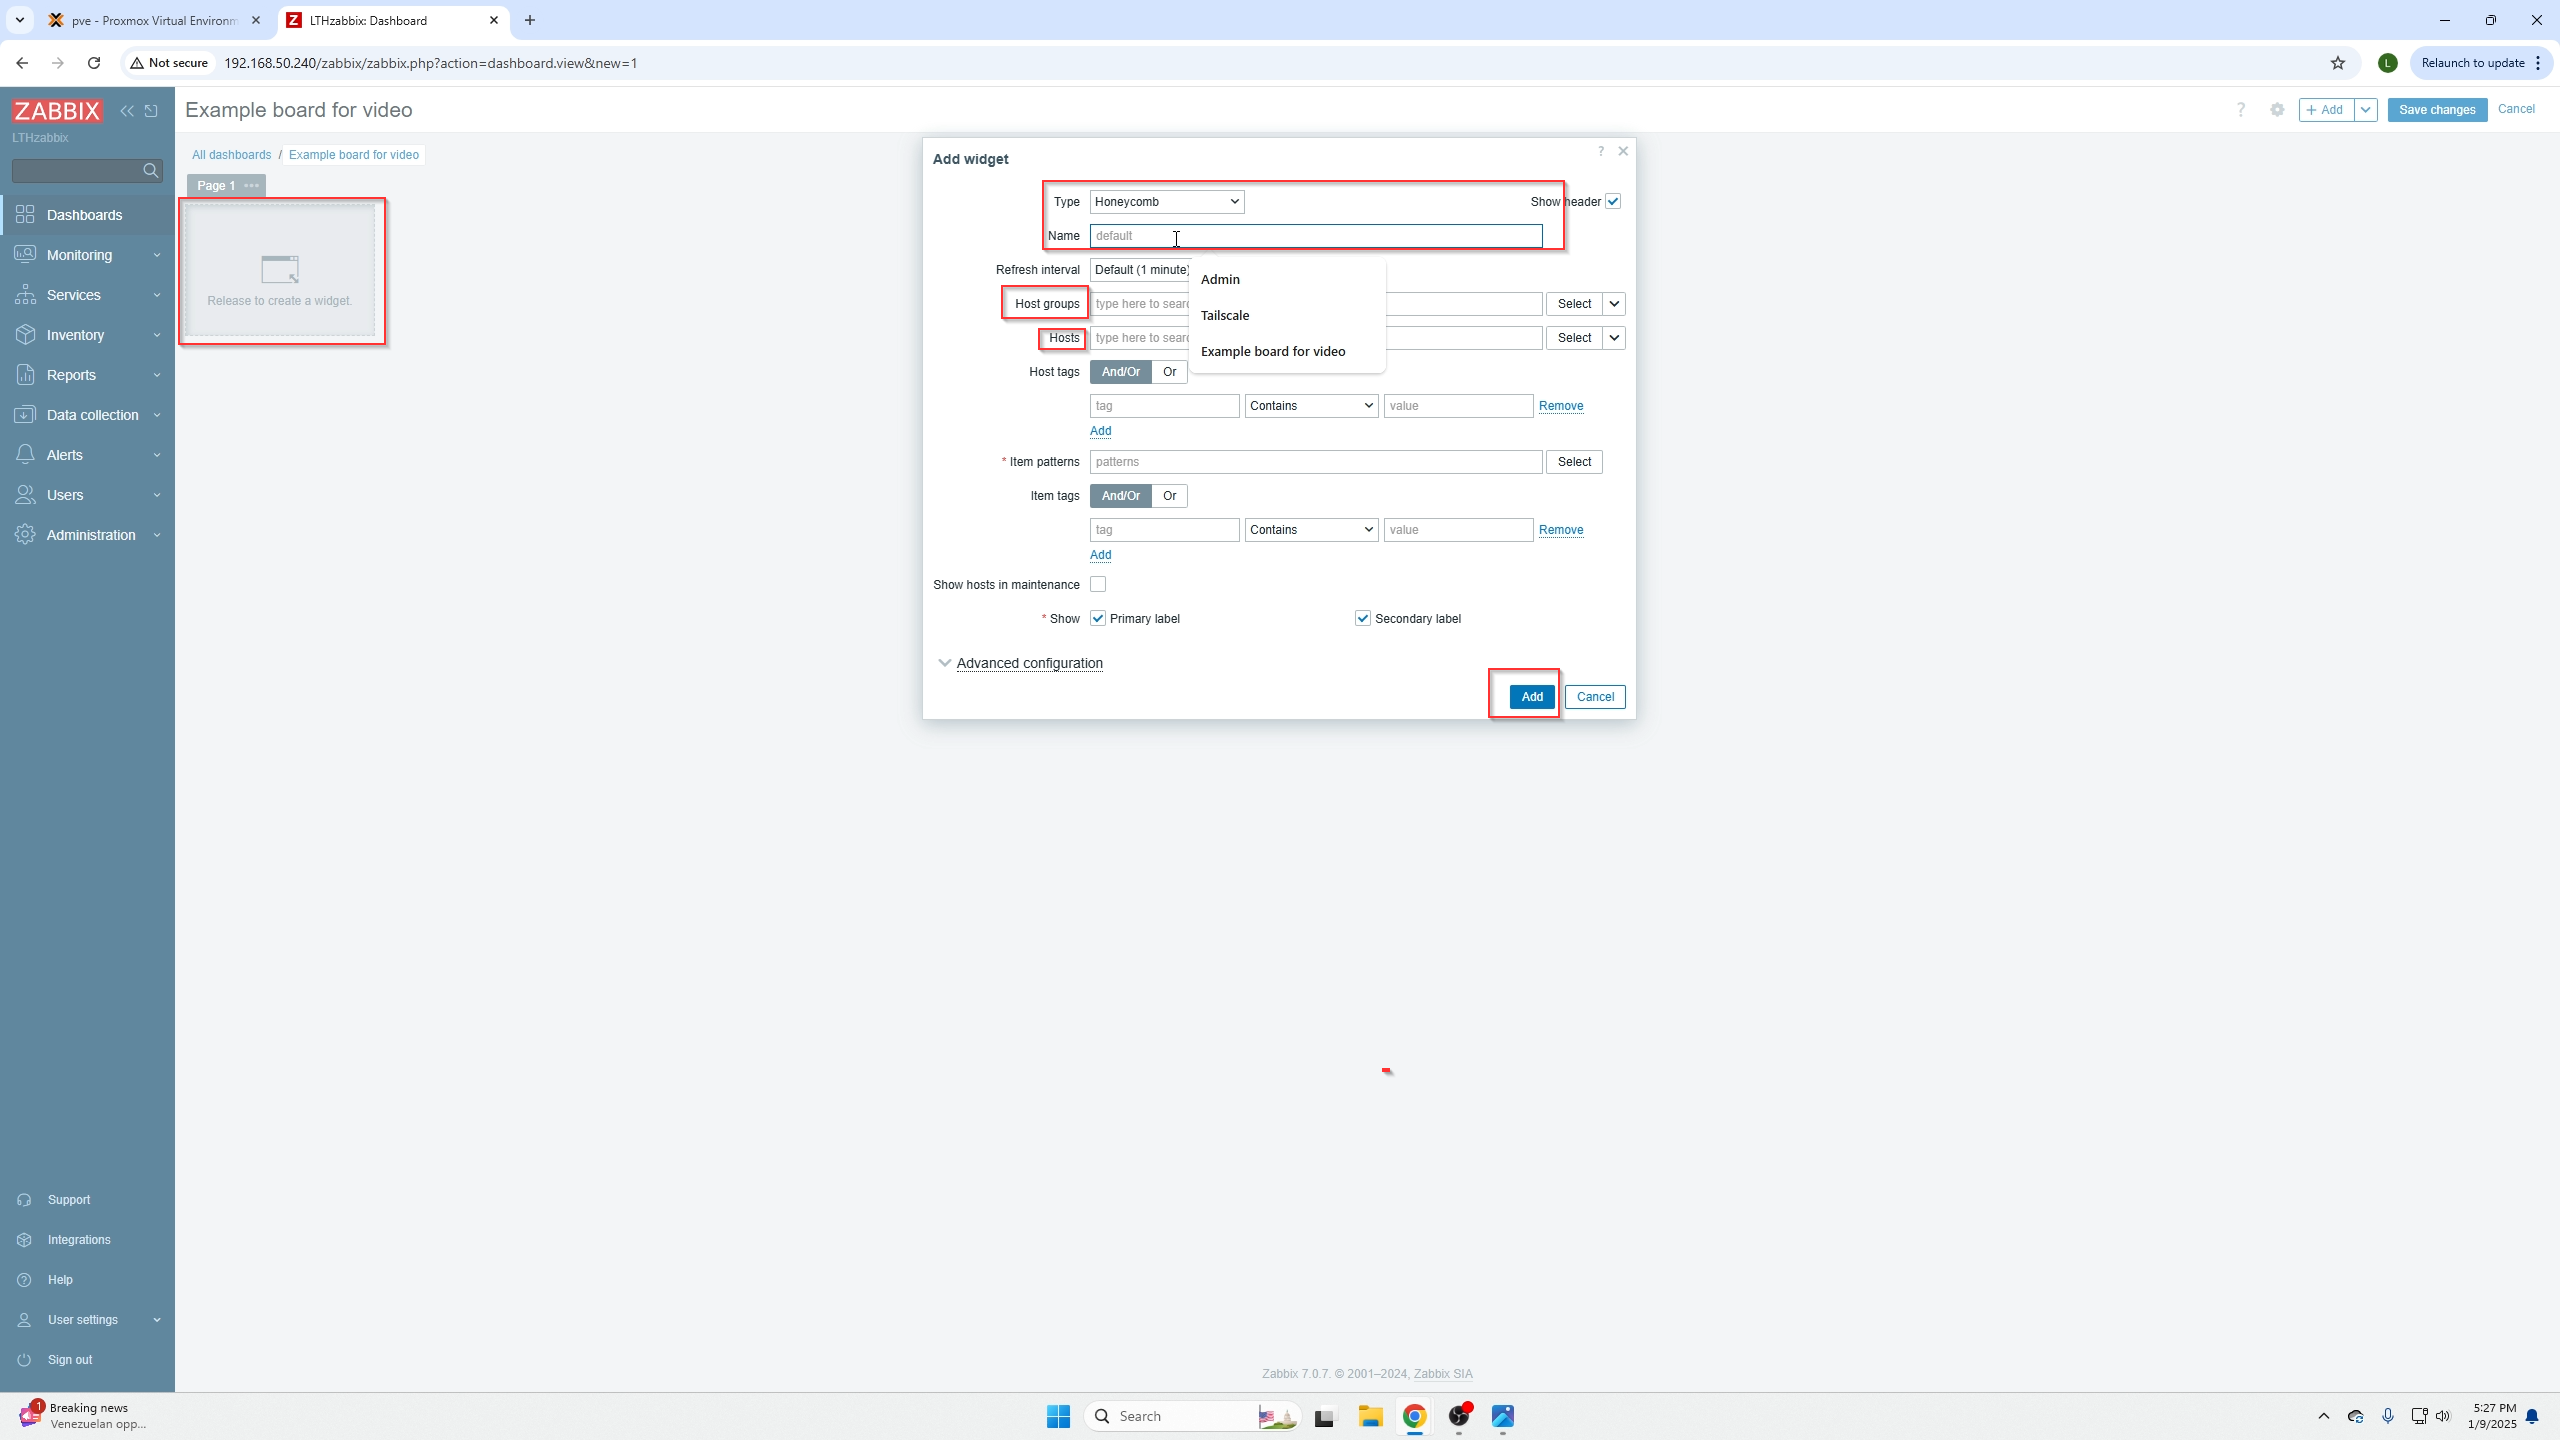 pve - Proxmox Virtual Environm
Z LTHzabbix: Dashboard
Not secure 192.168.50.240/zabbix/zabbix.php?action=dashboard.view&new=1
L Relaunch to update
ZABBIX
LTHzabbix
Example board for video
? + Add Save changes Cancel
All dashboards / Example board for video
Page 1
Release to create a widget.
Dashboards
Monitoring
Services
Inventory
Reports
Data collection
Alerts
Users
Administration
Support
Integrations
Help
User settings
Sign out
Add widget ?
Type Honeycomb Show header
Name default
Refresh interval Default (1 minute)
Admin
Tailscale
Example board for video
Host groups type here to searc Select
Hosts type here to searc Select
Host tags And/Or Or
tag Contains value Remove
Add
* Item patterns patterns Select
Item tags And/Or Or
tag Contains value Remove
Add
Show hosts in maintenance
* Show Primary label Secondary label
Advanced configuration
Add Cancel
Zabbix 7.0.7. © 2001–2024, Zabbix SIA
1 Breaking news
Venezuelan opp...
Search
5:27 PM
1/9/2025